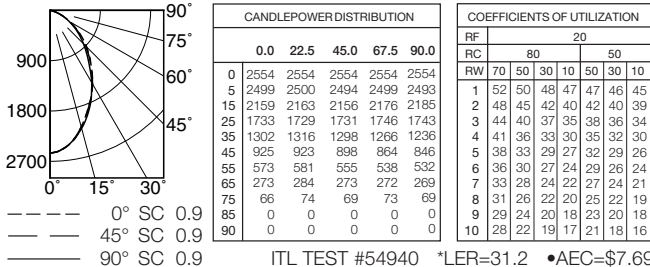 90°
75°
60°
45°
900
1800
2700
0° 15° 30°
0° SC 0.9
45° SC 0.9
90° SC 0.9
CANDLEPOWER DISTRIBUTION
0.0 22.5 45.0 67.5 90.0
0 2554 2554 2554 2554 2554
5 2499 2500 2494 2499 2493
15 2159 2163 2156 2176 2185
25 1733 1729 1731 1746 1743
35 1302 1316 1298 1266 1236
45 925 923 898 864 846
55 573 581 555 538 532
65 273 284 273 272 269
75 66 74 69 73 69
85 0 0 0 0 0
90 0 0 0 0 0
COEFFICIENTS OF UTILIZATION
RF 20
RC 80 50
RW 70 50 30 10 50 30 10
1 52 50 48 47 47 46 45
2 48 45 42 40 42 40 39
3 44 40 37 35 38 36 34
4 41 36 33 30 35 32 30
5 38 33 29 27 32 29 26
6 36 30 27 24 29 26 24
7 33 28 24 22 27 24 21
8 31 26 22 20 25 22 19
9 29 24 20 18 23 20 18
10 28 22 19 17 21 18 16
ITL TEST #54940 *LER=31.2 •AEC=$7.69